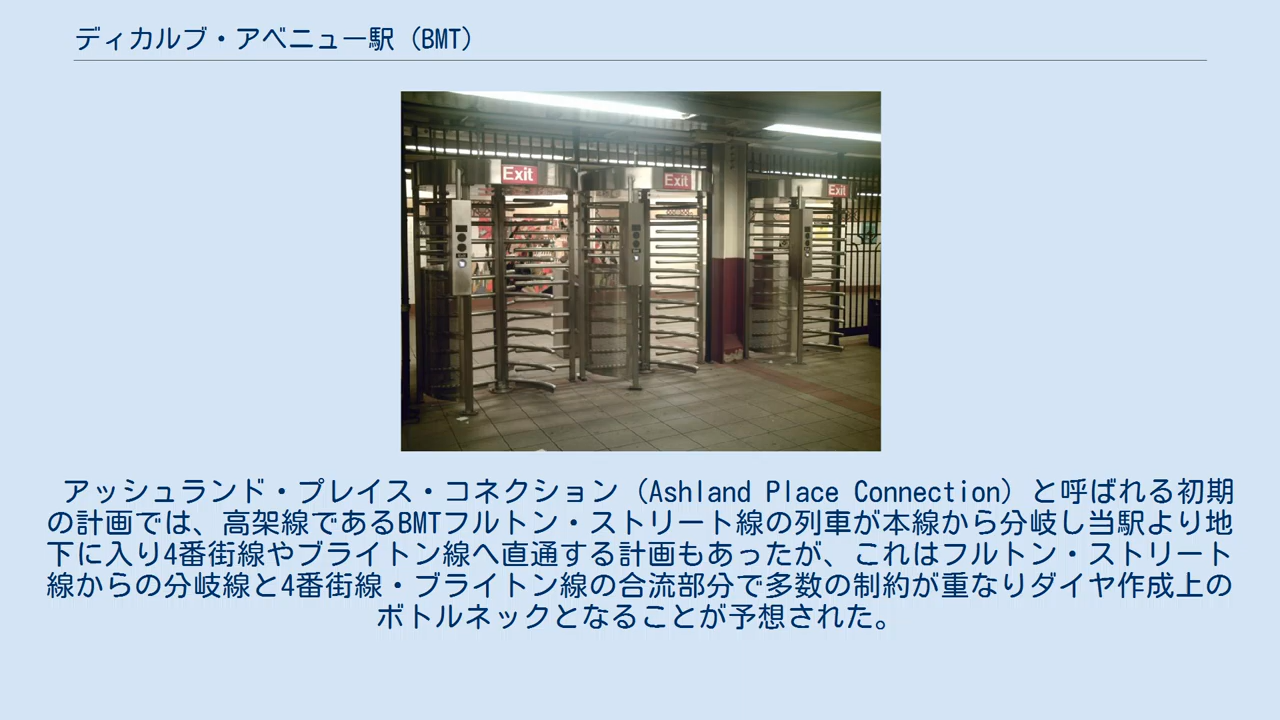 ディカルブ・アベニュー駅（BMT）
Exit
Exit
Exit
アッシュランド・プレイス・コネクション（Ashland Place Connection）と呼ばれる初期
の計画では、高架線であるBMTフルトン・ストリート線の列車が本線から分岐し当駅より地
下に入り4番街線やブライトン線へ直通する計画もあったが、これはフルトン・ストリート
線からの分岐線と4番街線・ブライトン線の合流部分で多数の制約が重なりダイヤ作成上の
ボトルネックとなることが予想された。